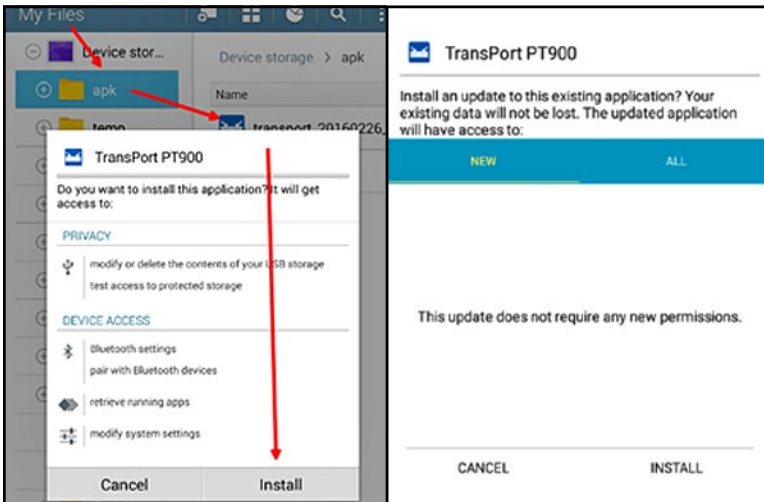 My Files
Device stor...
Device storage > apk
apk
Name
temp
transport_20160226_
TransPort PT900
Do you want to install this application? It will get
access to:
PRIVACY
modify or delete the contents of your USB storage
test access to protected storage
DEVICE ACCESS
Bluetooth settings
pair with Bluetooth devices
retrieve running apps
modify system settings
Cancel
Install
TransPort PT900
Install an update to this existing application? Your
existing data will not be lost. The updated application
will have access to:
NEW
ALL
This update does not require any new permissions.
CANCEL
INSTALL